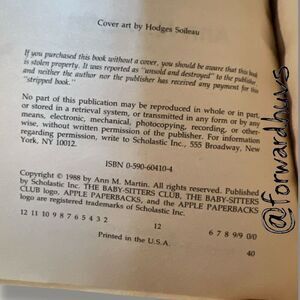 Cover art by Hodges Soileau
If you purchased this book without a cover, you should be aware that this book
is stolen property. It was reported as "unsold and destroyed" to the publisher,
and neither the author nor the publisher has received any payment for this
"stripped book."
No part of this publication may be reproduced in whole or in part,
or stored in a retrieval system, or transmitted in any form or by any
means, electronic, mechanical, photocopying, recording, or other-
wise, without written permission of the publisher. For information
regarding permission, write to Scholastic Inc., 555 Broadway, New
York, NY 10012.
ISBN 0-590-60410-4
Copyright © 1988 by Ann M. Martin. All rights reserved. Published
by Scholastic Inc. THE BABY-SITTERS CLUB, THE BABY-SITTERS
CLUB logo, APPLE PAPERBACKS, and the APPLE PAPERBACKS
logo are registered trademarks of Scholastic Inc.
12 11 10 9 8 7 6 5 4 3 2 12 6 7 8 9/9 0/0
Printed in the U.S.A. 40
@forwardhuvs